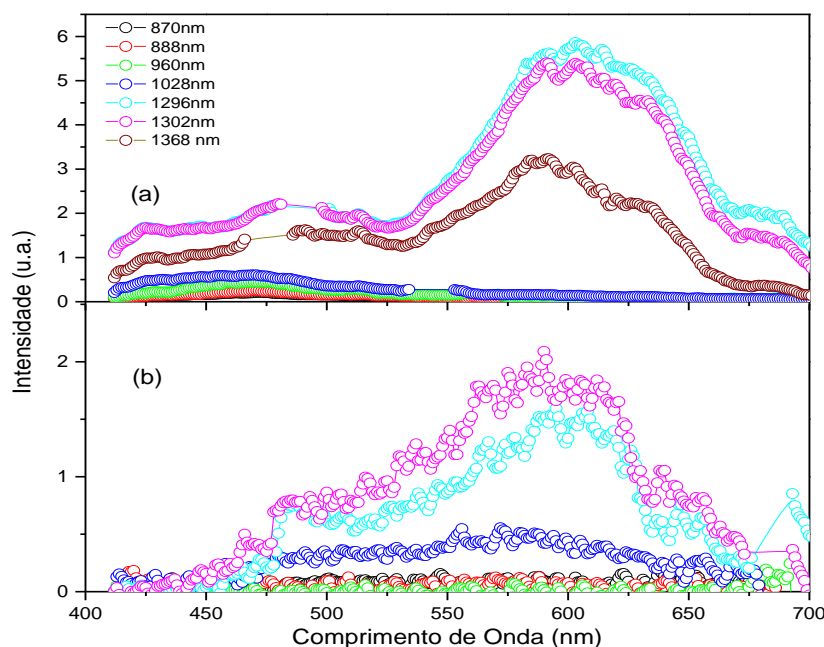 870nm
888nm
960nm
1028nm
1296nm
1302nm
1368 nm
(a)
6
5
4
3
2
1
0
Intensidade (u.a.)
(b)
2
1
0
400 450 500 550 600 650 700
Comprimento de Onda (nm)